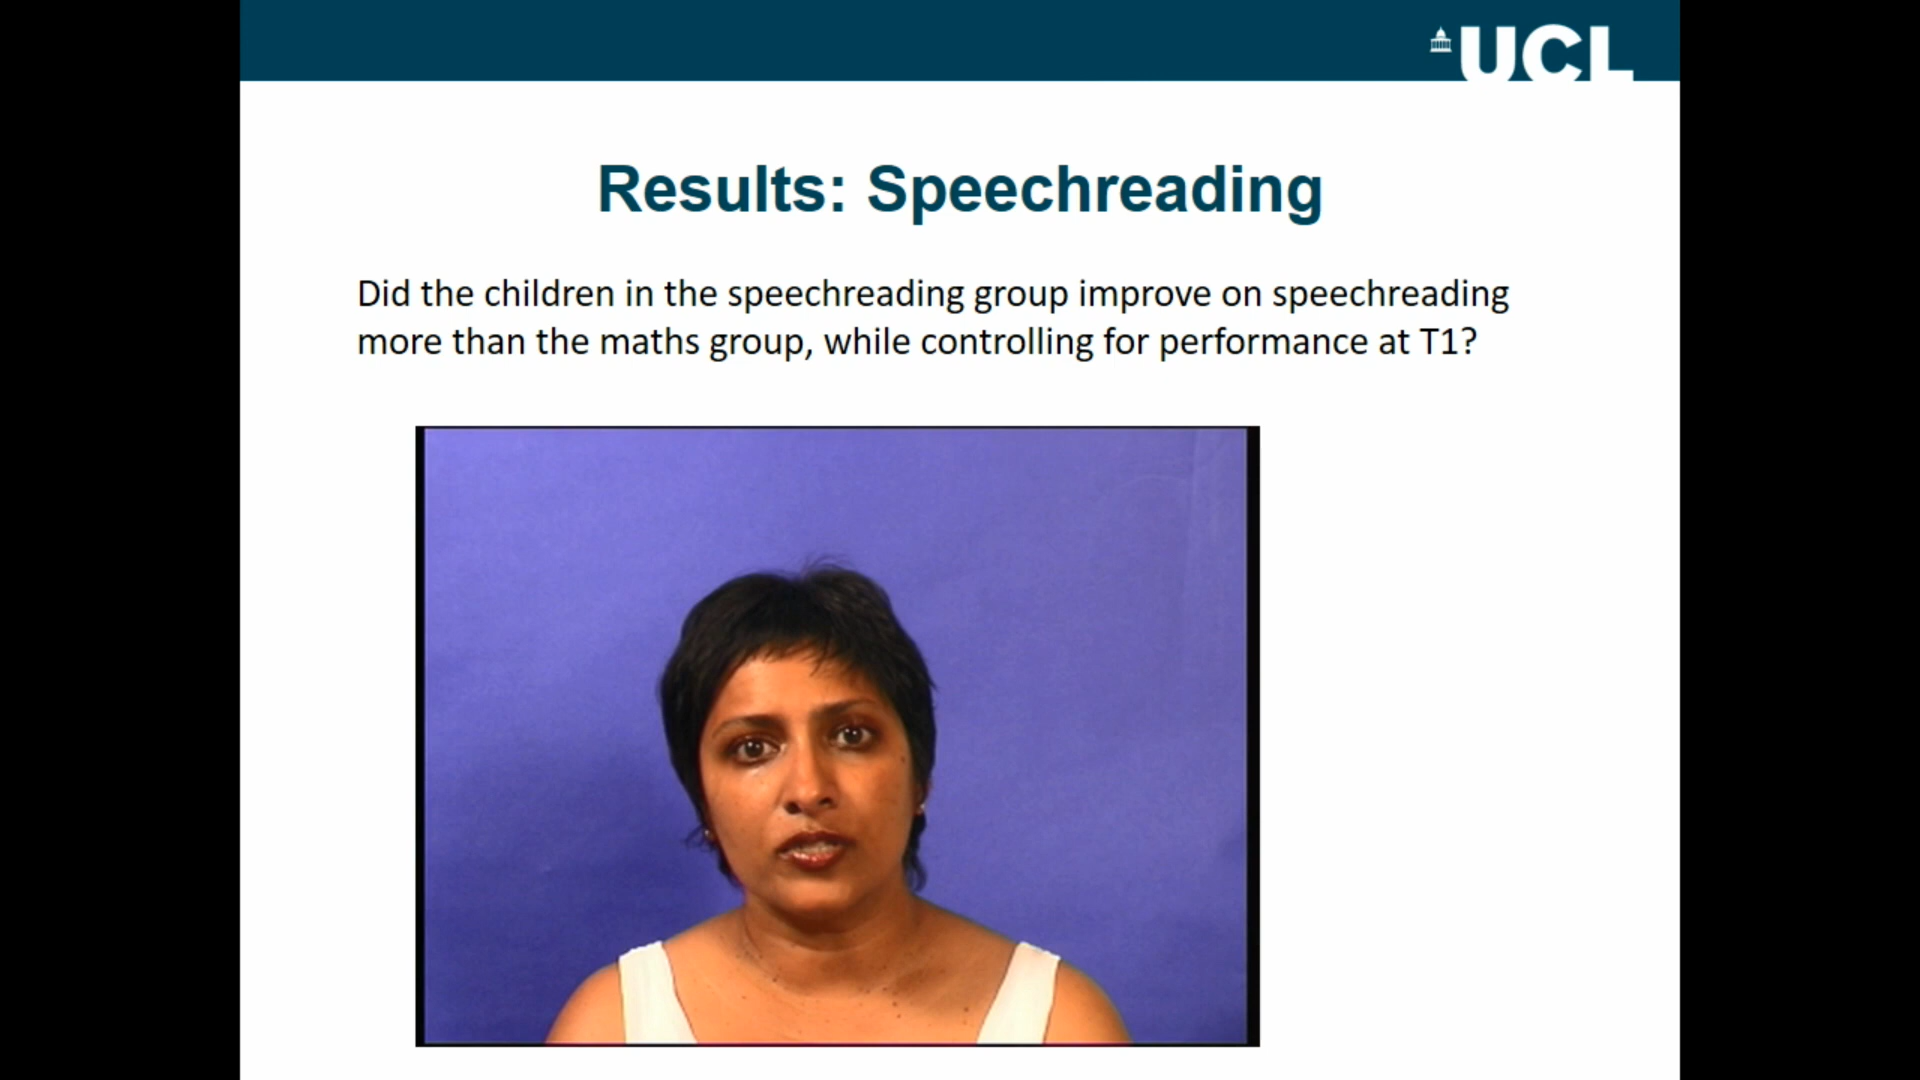 UCL
Results: Speechreading
Did the children in the speechreading group improve on speechreading
more than the maths group, while controlling for performance at T1?